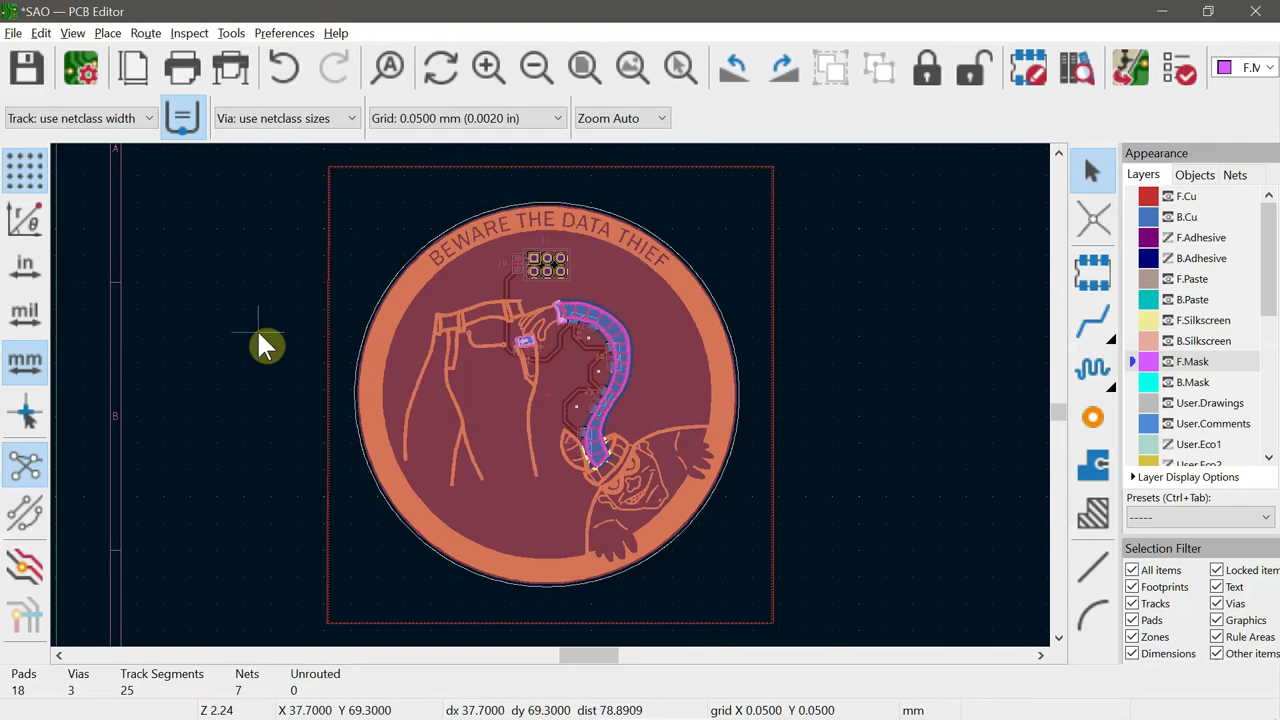 *SAO — PCB Editor
File Edit View Place Route Inspect Tools Preferences Help
F.M
Track: use netclass width
Via: use netclass sizes
Grid: 0.0500 mm (0.0020 in)
Zoom Auto
in
mil
mm
A
B
BEWARE THE DATA THIEF
Appearance
Layers Objects Nets
F.Cu
B.Cu
F.Adhesive
B.Adhesive
F.Paste
B.Paste
F.Silkscreen
B.Silkscreen
F.Mask
B.Mask
User.Drawings
User.Comments
User.Eco1
User.Eco2
Layer Display Options
Presets (Ctrl+Tab):
-----
Selection Filter
All items Locked item
Footprints Text
Tracks Vias
Pads Graphics
Zones Rule Areas
Dimensions Other items
Pads Vias Track Segments Nets Unrouted
18 3 25 7 0
Z 2.24 X 37.7000 Y 69.3000 dx 37.7000 dy 69.3000 dist 78.8909 grid X 0.0500 Y 0.0500 mm